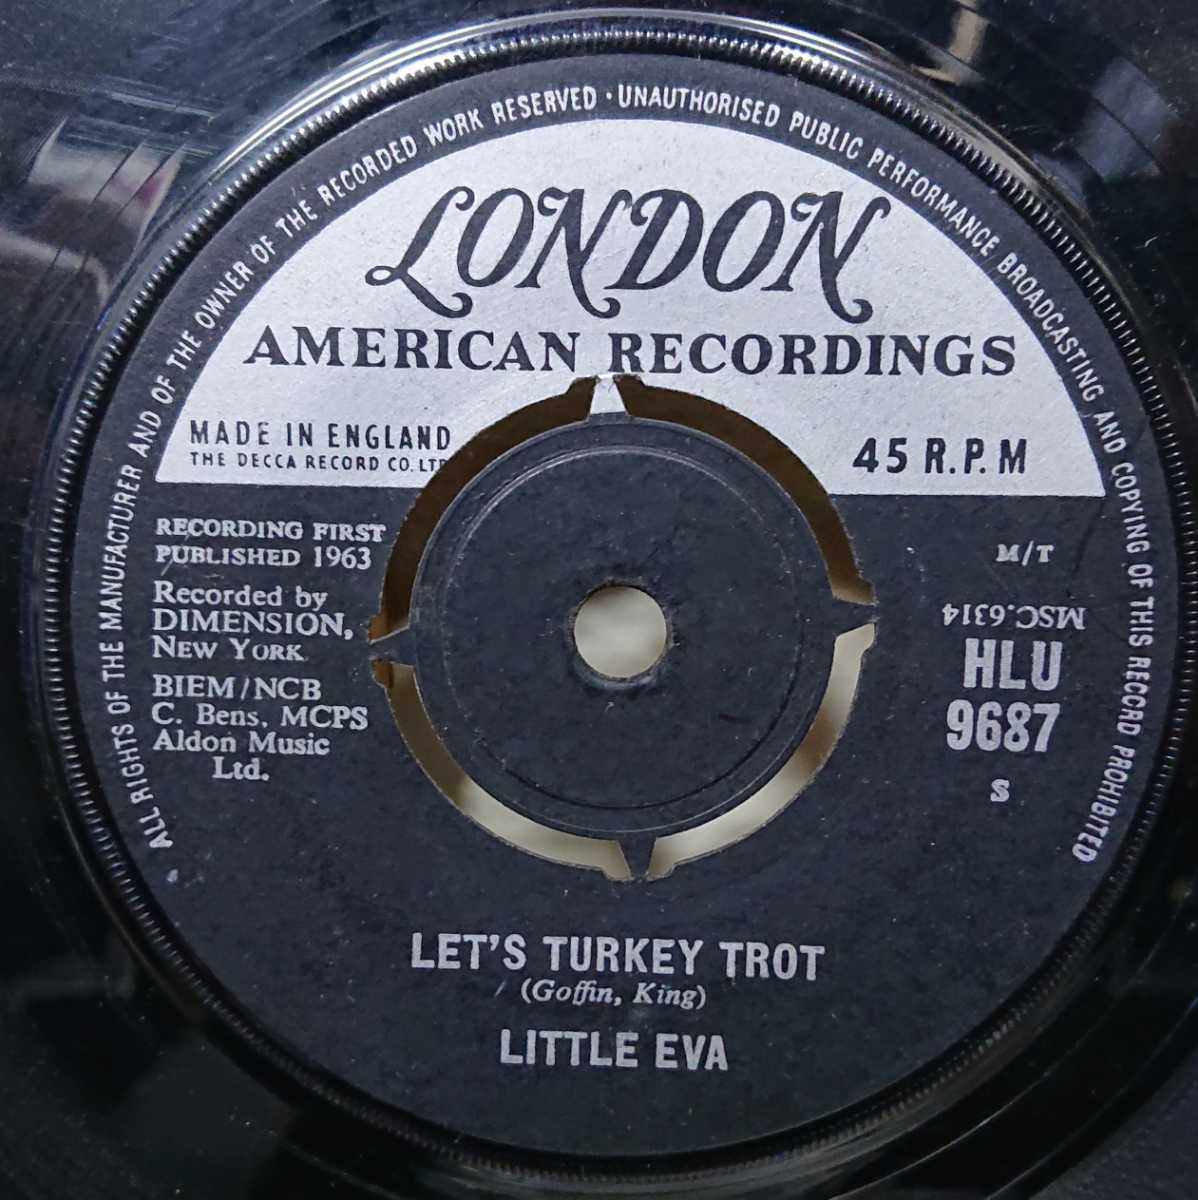 ALL RIGHTS OF THE MANUFACTURER AND OF THE OWNER OF THE RECORDED WORK RESERVED · UNAUTHORISED PUBLIC PERFORMANCE BROADCASTING AND COPYING OF THIS RECORD PROHIBITED
LONDON
AMERICAN RECORDINGS
MADE IN ENGLAND
THE DECCA RECORD CO. LTD
45 R.P.M
RECORDING FIRST
PUBLISHED 1963
Recorded by
DIMENSION,
NEW YORK
BIEM/NCB
C. Bens, MCPS
Aldon Music
Ltd.
M/T
MSC.6314
HLU
9687
S
LET'S TURKEY TROT
(Goffin, King)
LITTLE EVA